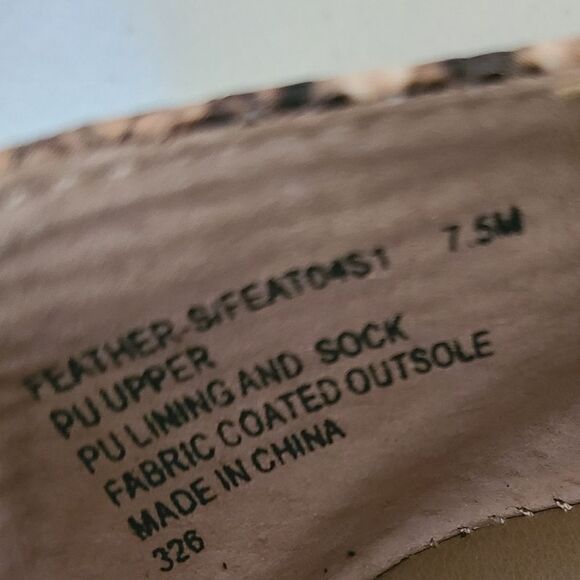 FEATHER-S/FEAT04S1 7.5M
PU UPPER
PU LINING AND SOCK
FABRIC COATED OUTSOLE
MADE IN CHINA
326